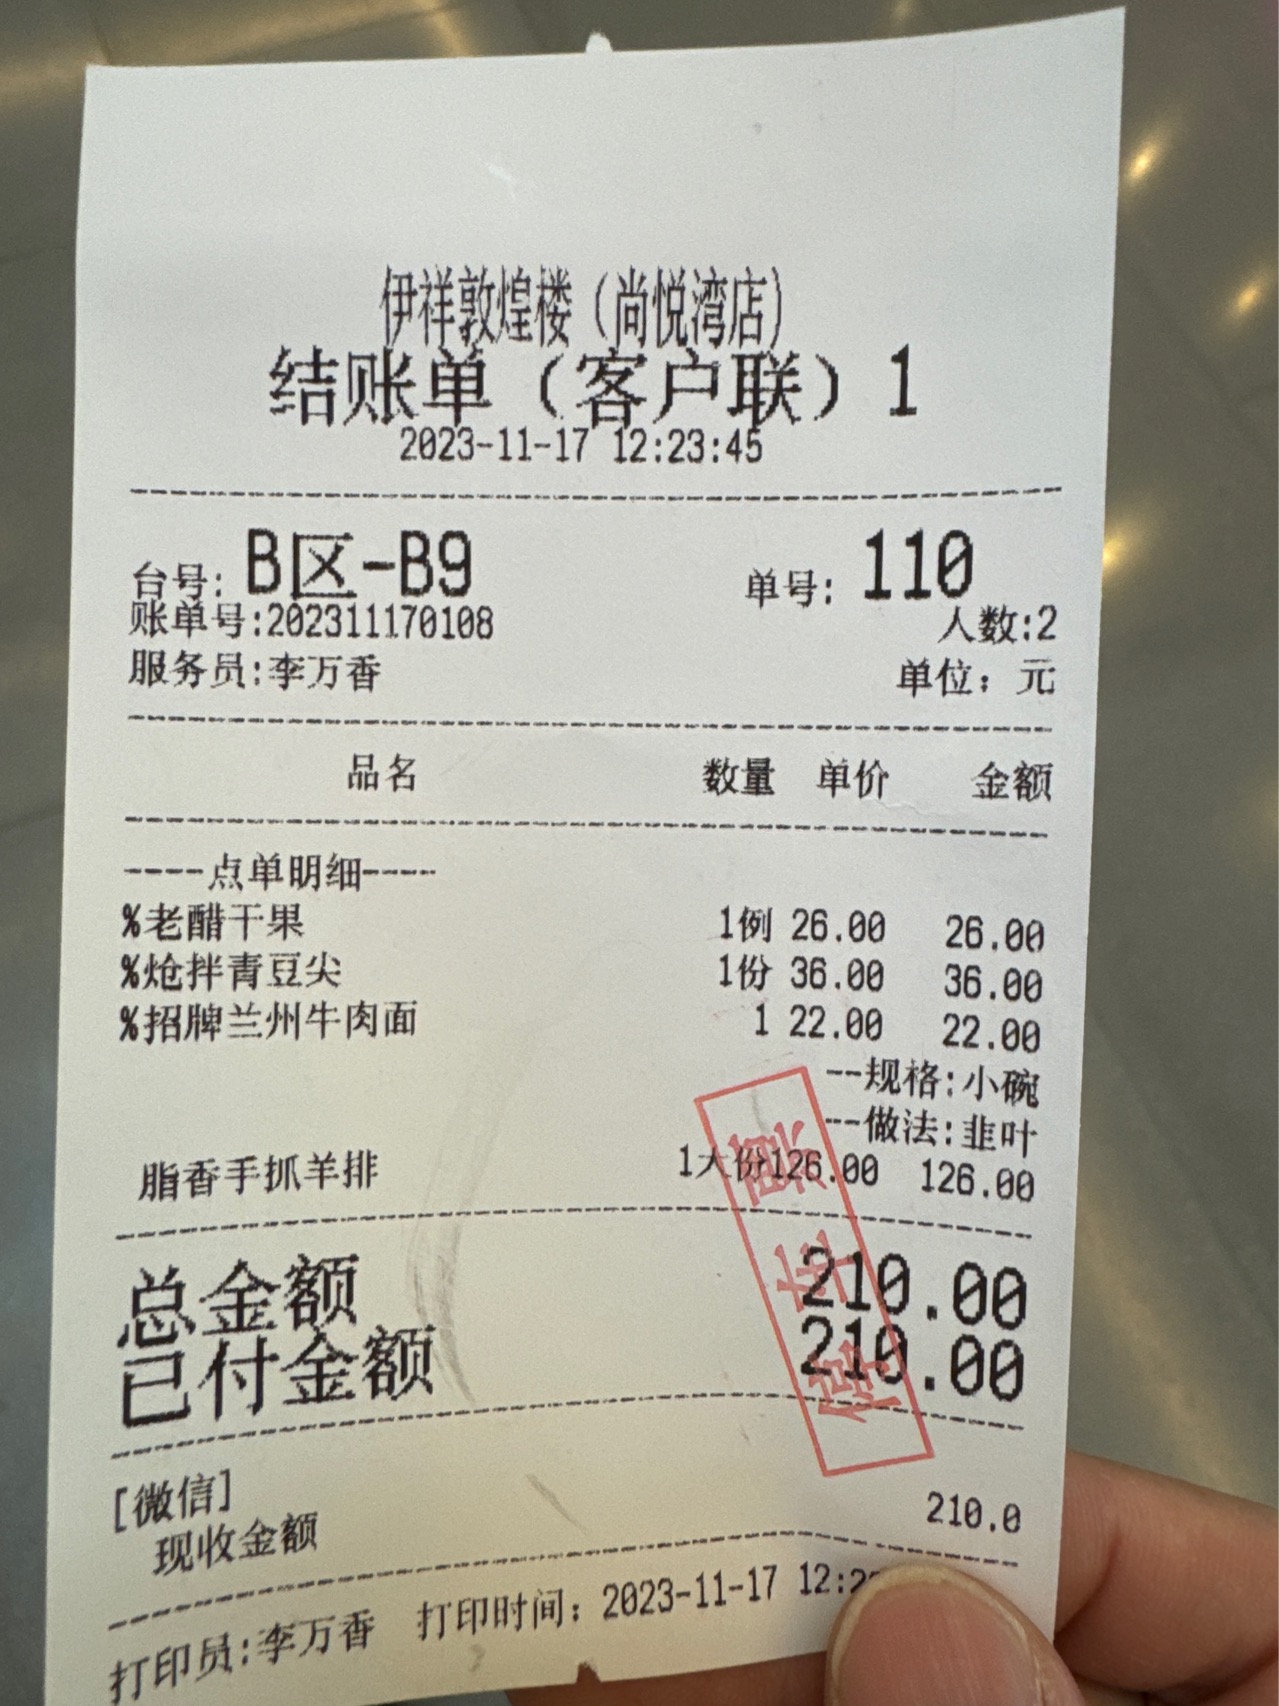 伊祥敦煌楼（尚悦湾店）
结账单（客户联）1
2023-11-17 12:23:45
台号: B区-B9 单号: 110
账单号:202311170108 人数:2
服务员:李万香 单位：元
品名 数量 单价 金额
----点单明细----
%老醋干果 1例 26.00 26.00
%炝拌青豆尖 1份 36.00 36.00
%招牌兰州牛肉面 1 22.00 22.00
--规格:小碗
--做法:韭叶
脂香手抓羊排 1大份126.00 126.00
总金额 210.00
已付金额 210.00
停车票
[微信]
现收金额 210.0
打印员:李万香 打印时间：2023-11-17